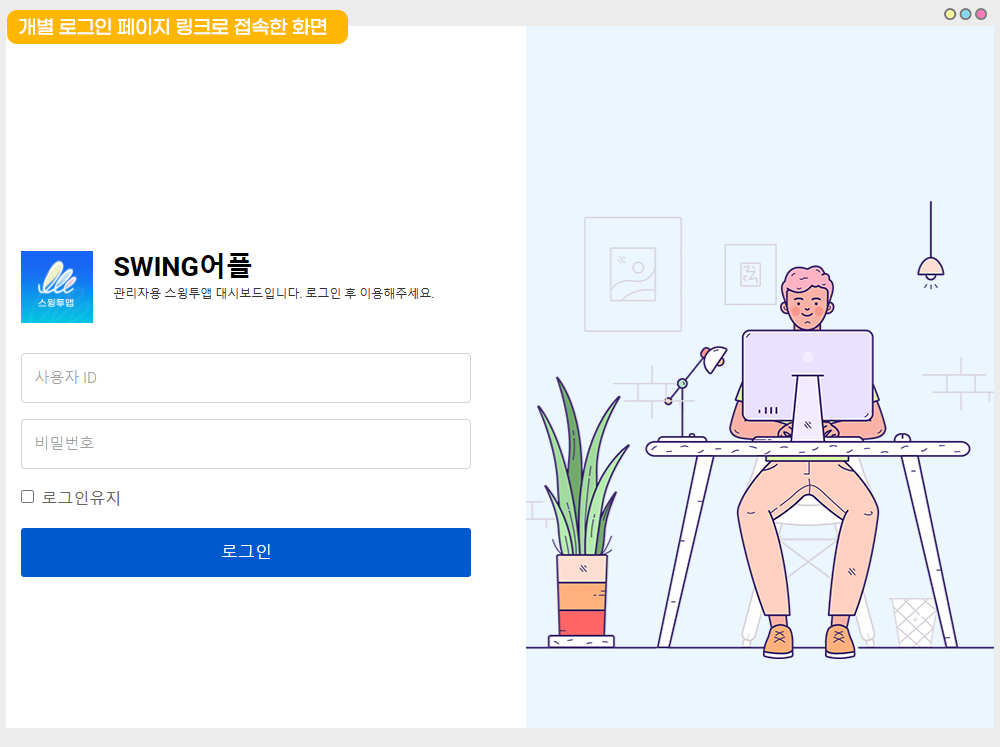 개별 로그인 페이지 링크로 접속한 화면
스윙투앱
SWING어플
관리자용 스윙투앱 대시보드입니다. 로그인 후 이용해주세요.
사용자 ID
비밀번호
로그인유지
로그인